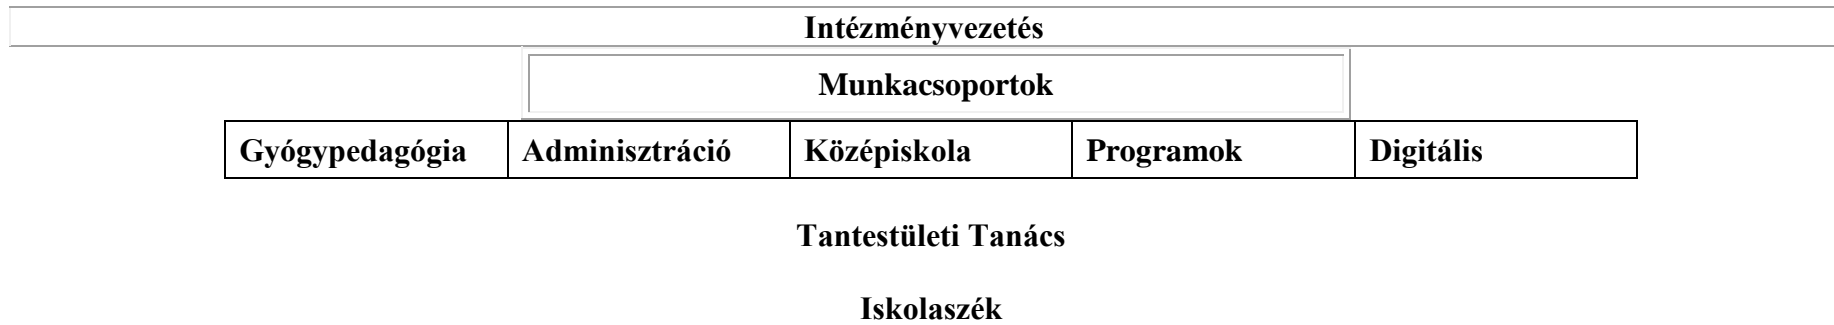 Intézményvezetés
Munkacsoportok
Gyógypedagógia Adminisztráció Középiskola Programok Digitális
Tantestületi Tanács
Iskolaszék